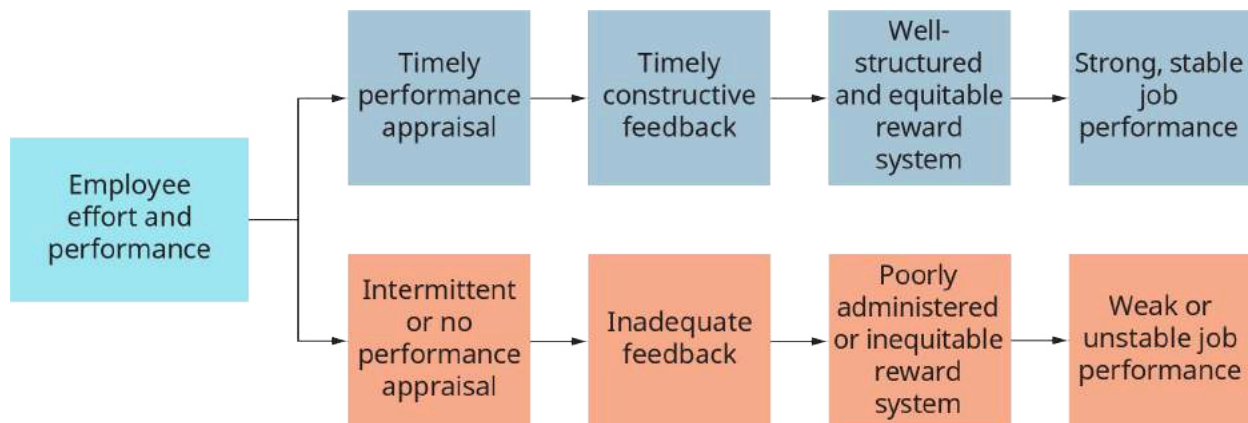 Employee
effort and
performance
Timely
performance
appraisal
Timely
constructive
feedback
Well-
structured
and equitable
reward
system
Strong, stable
job
performance
Intermittent
or no
performance
appraisal
Inadequate
feedback
Poorly
administered
or inequitable
reward
system
Weak or
unstable job
performance